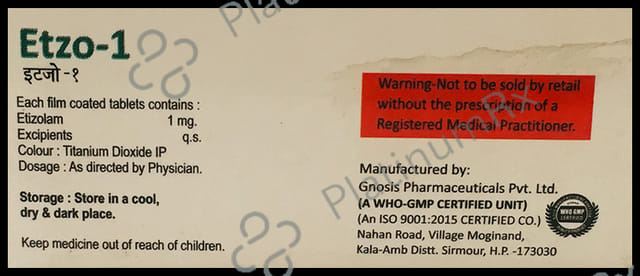 Etzo-1
इटजो -१
Each film coated tablets contains :
Etizolam 1 mg.
Excipients q.s.
Colour : Titanium Dioxide IP
Dosage : As directed by Physician.
Storage : Store in a cool,
dry & dark place.
Keep medicine out of reach of children.
Warning-Not to be sold by retail
without the prescription of a
Registered Medical Practitioner.
Manufactured by:
Gnosis Pharmaceuticals Pvt. Ltd.
(A WHO-GMP CERTIFIED UNIT)
(An ISO 9001:2015 CERTIFIED CO.)
Nahan Road, Village Moginand,
Kala-Amb Distt. Sirmour, H.P. -173030
WHO GMP
PlatinumRx